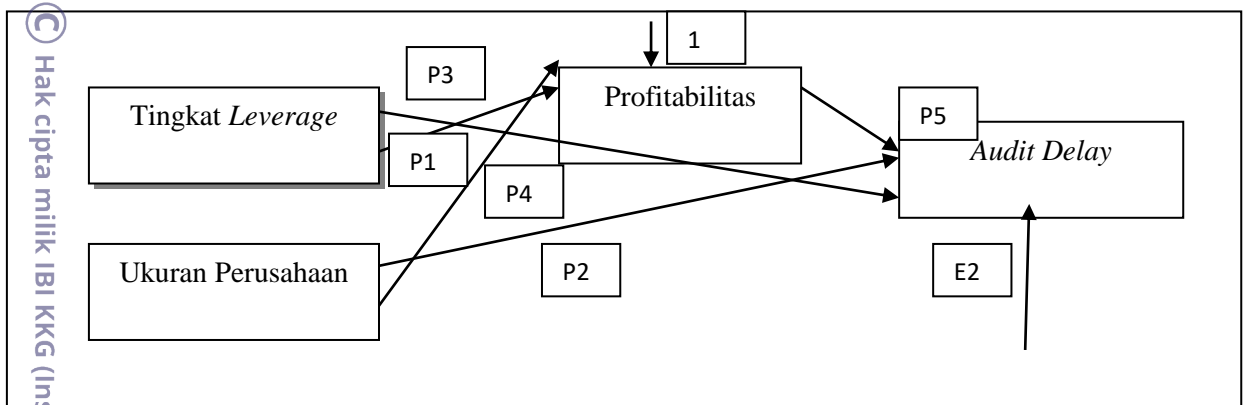 © Hak cipta milik IBI KKG (Ins
1
P3
Profitabilitas
Tingkat Leverage
P5
Audit Delay
P1
P4
Ukuran Perusahaan
P2
E2